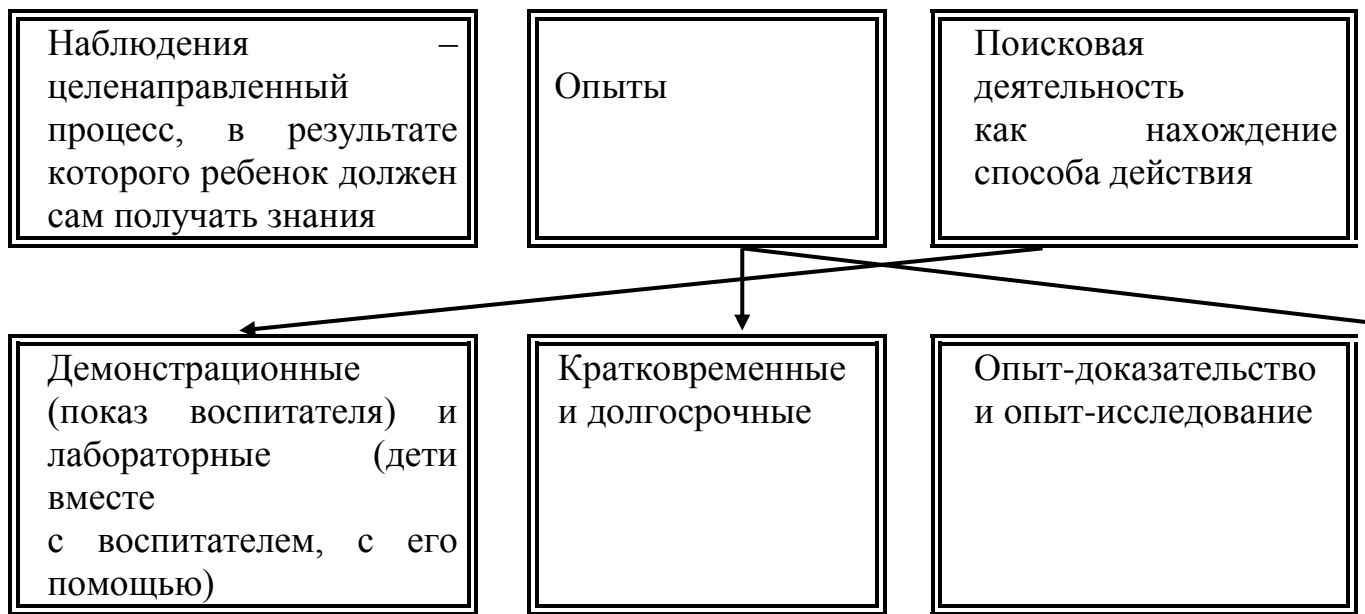 Наблюдения –
целенаправленный
процесс, в результате
которого ребенок должен
сам получать знания
Опыты
Поисковая
деятельность
как нахождение
способа действия
Демонстрационные
(показ воспитателя) и
лабораторные (дети
вместе
с воспитателем, с его
помощью)
Кратковременные
и долгосрочные
Опыт-доказательство
и опыт-исследование